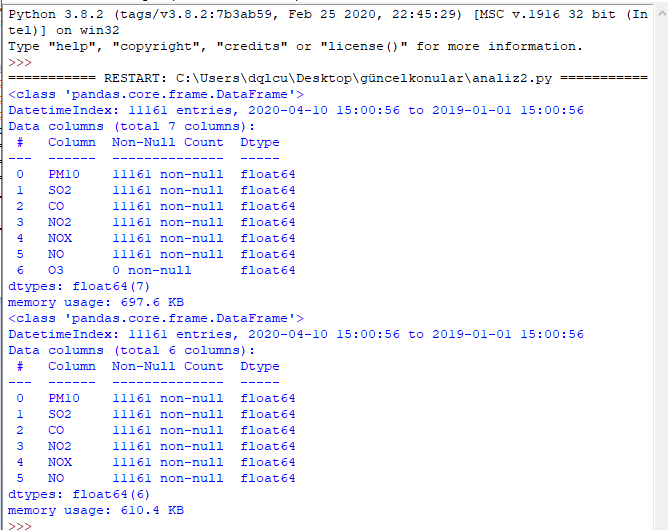 Python 3.8.2 (tags/v3.8.2:7b3ab59, Feb 25 2020, 22:45:29) [MSC v.1916 32 bit (In
tel)] on win32
Type "help", "copyright", "credits" or "license()" for more information.
>>>
=========== RESTART: C:\Users\dqlcu\Desktop\güncelkonular\analiz2.py ===========
<class 'pandas.core.frame.DataFrame'>
DatetimeIndex: 11161 entries, 2020-04-10 15:00:56 to 2019-01-01 15:00:56
Data columns (total 7 columns):
 #   Column  Non-Null Count  Dtype
---  ------  --------------  -----
 0   PM10    11161 non-null  float64
 1   SO2     11161 non-null  float64
 2   CO      11161 non-null  float64
 3   NO2     11161 non-null  float64
 4   NOX     11161 non-null  float64
 5   NO      11161 non-null  float64
 6   O3      0 non-null      float64
dtypes: float64(7)
memory usage: 697.6 KB
<class 'pandas.core.frame.DataFrame'>
DatetimeIndex: 11161 entries, 2020-04-10 15:00:56 to 2019-01-01 15:00:56
Data columns (total 6 columns):
 #   Column  Non-Null Count  Dtype
---  ------  --------------  -----
 0   PM10    11161 non-null  float64
 1   SO2     11161 non-null  float64
 2   CO      11161 non-null  float64
 3   NO2     11161 non-null  float64
 4   NOX     11161 non-null  float64
 5   NO      11161 non-null  float64
dtypes: float64(6)
memory usage: 610.4 KB
>>>